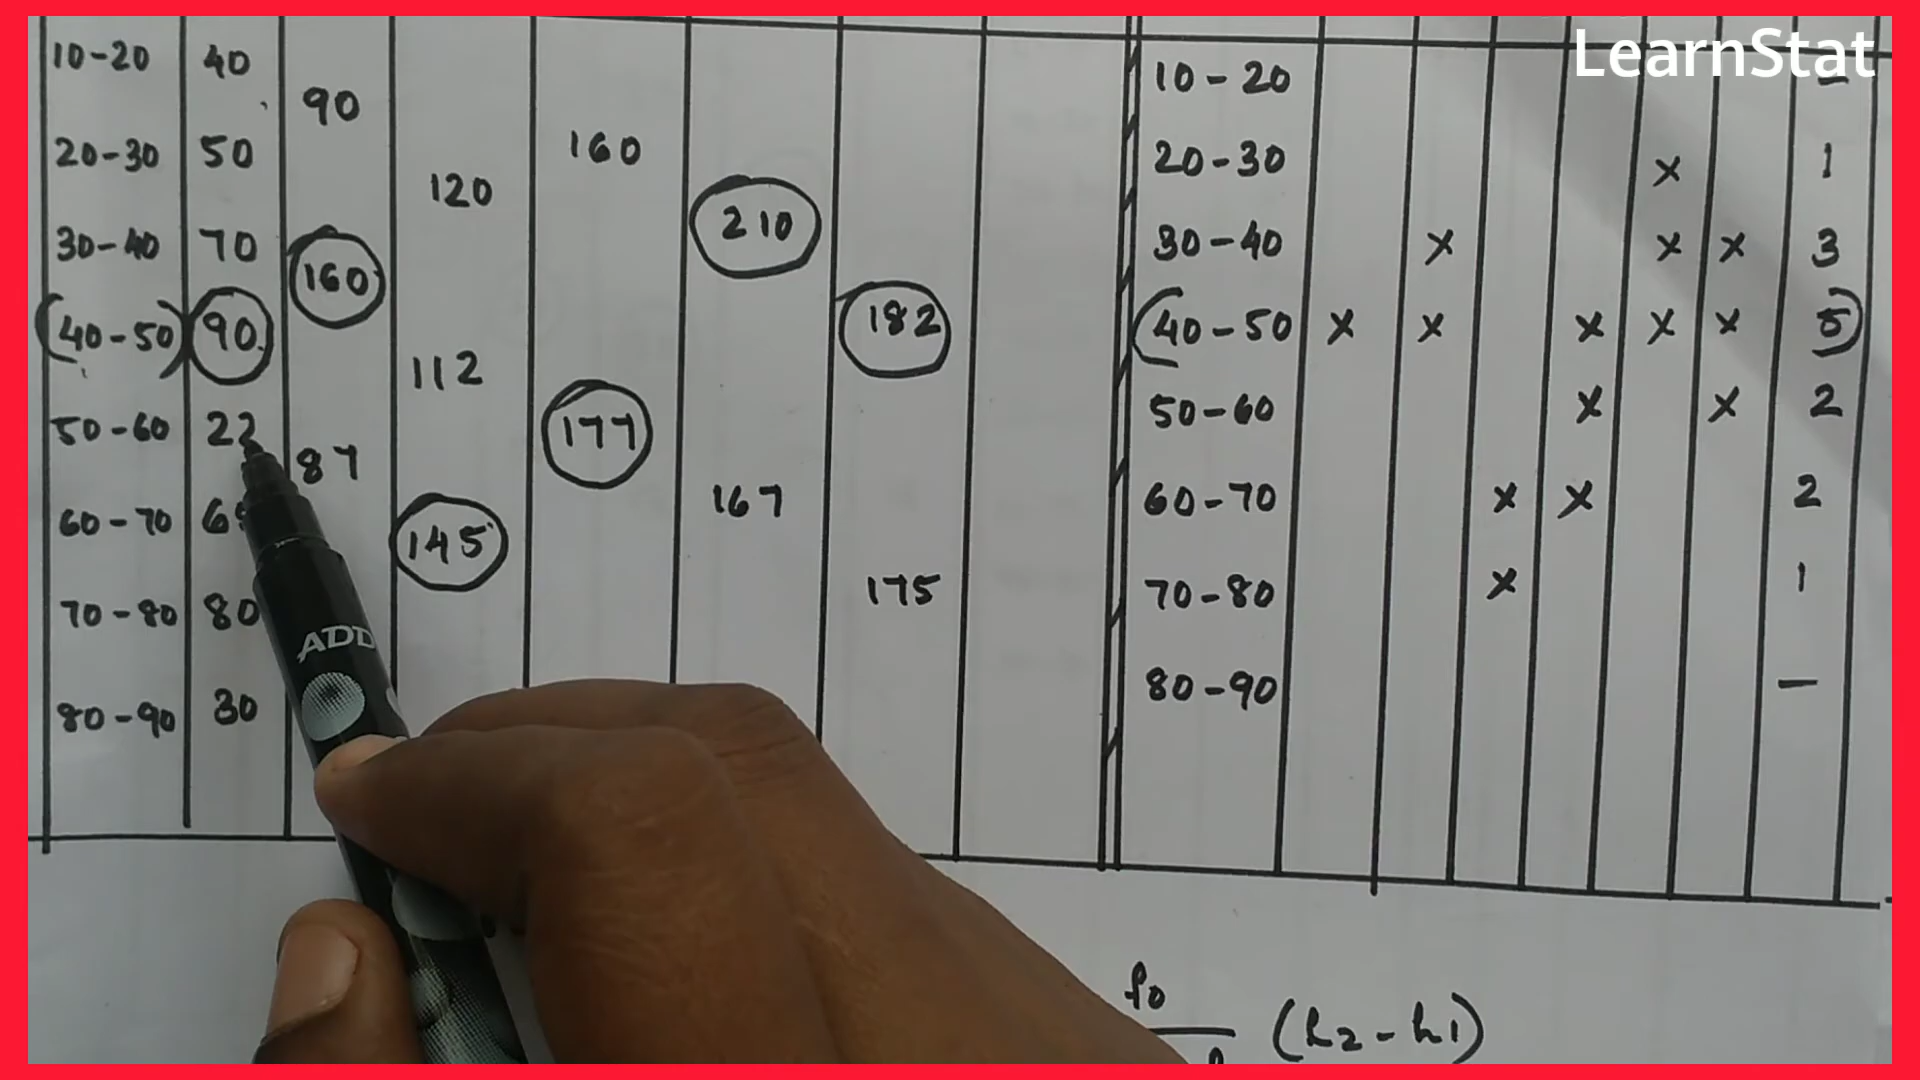 LearnStat
10-20 40
90
20-30 50
160
120
30-40 70
210
160
(40-50) 90
182
112
50-60 22
177
87
60-70
167
145
70-80 80
175
80-90 30
10-20 -
20-30 x 1
30-40 x x x 3
(40-50 x x x x x 5)
50-60 x x 2
60-70 x x 2
70-80 x 1
80-90 -
f0
(h2-h1)
ADD